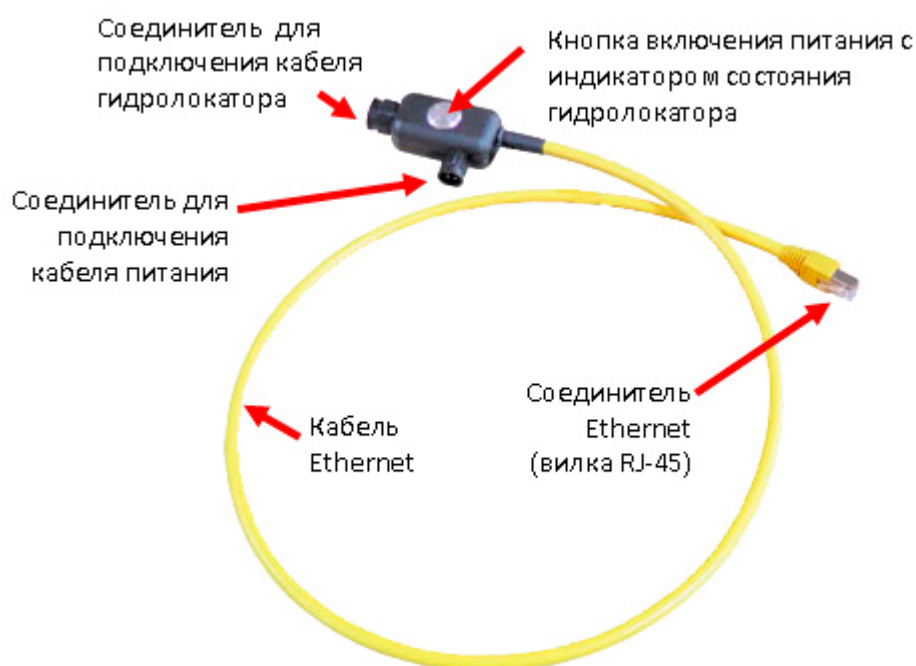 Соединитель для
подключения кабеля
гидролокатора
Кнопка включения питания с
индикатором состояния
гидролокатора
Соединитель для
подключения
кабеля питания
Соединитель
Ethernet
(вилка RJ-45)
Кабель
Ethernet